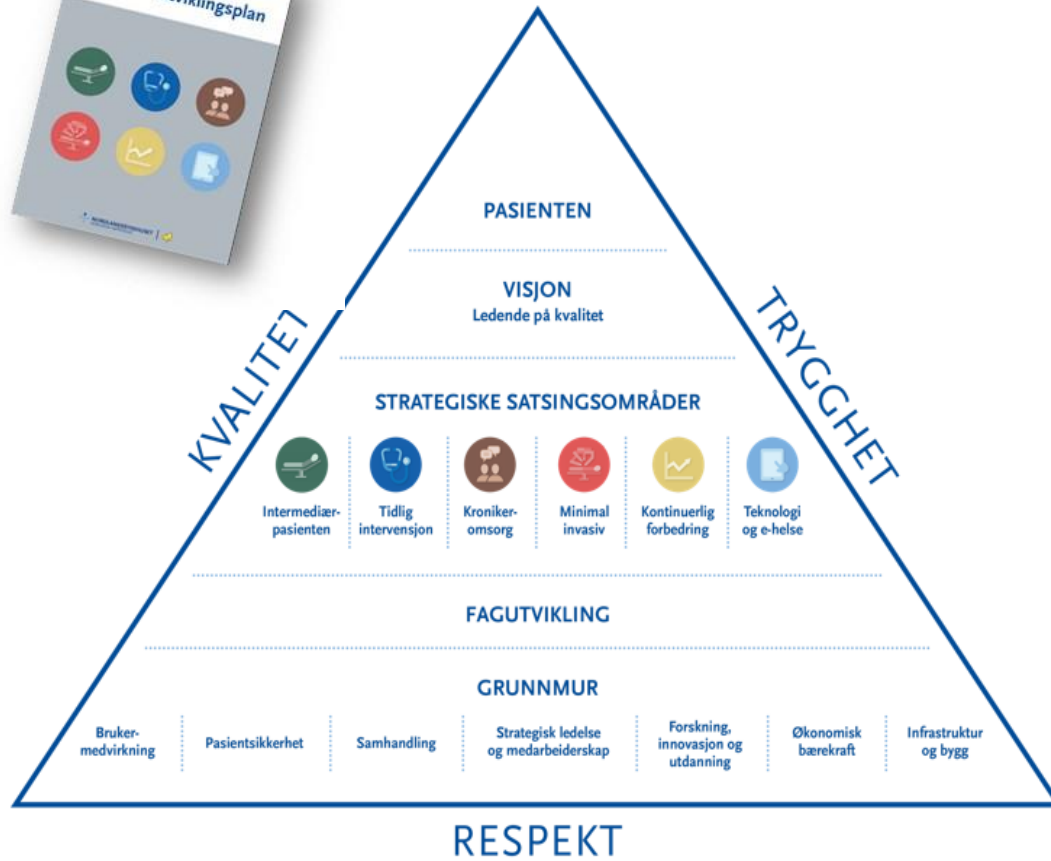 viklingsplan
PASIENTEN
VISJON
Ledende på kvalitet
KVALITET
TRYGGHET
STRATEGISKE SATSINGSOMRÅDER
Intermediær-
pasienten
Tidlig
intervensjon
Kroniker-
omsorg
Minimal
invasiv
Kontinuerlig
forbedring
Teknologi
og e-helse
FAGUTVIKLING
GRUNNMUR
Bruker-
medvirkning
Pasientsikkerhet
Samhandling
Strategisk ledelse
og medarbeiderskap
Forskning,
innovasjon og
utdanning
Økonomisk
bærekraft
Infrastruktur
og bygg
RESPEKT